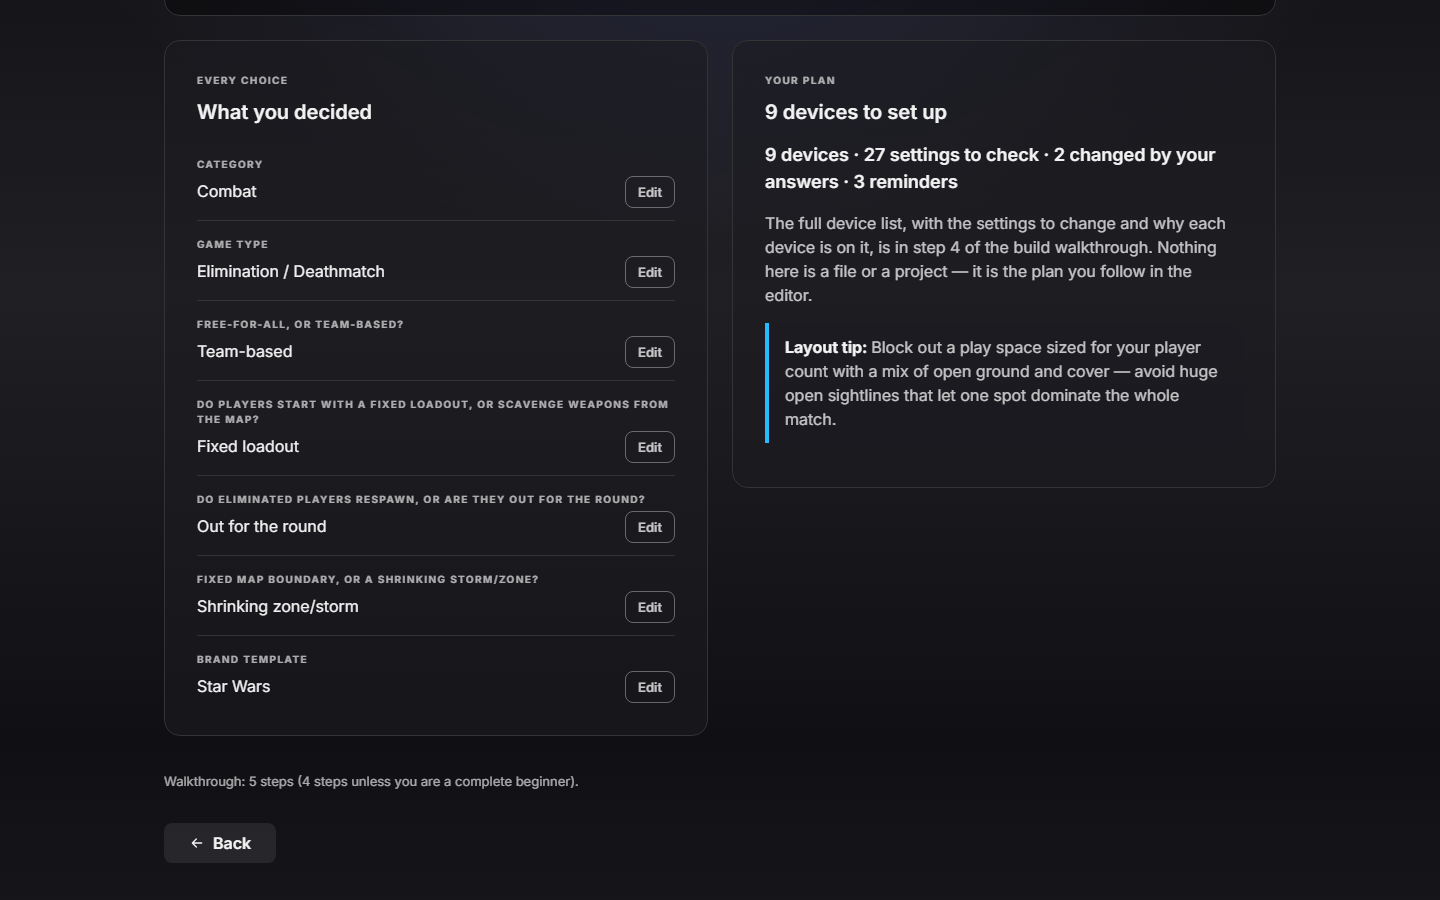 EVERY CHOICE
What you decided
CATEGORY
Combat
Edit
GAME TYPE
Elimination / Deathmatch
Edit
FREE-FOR-ALL, OR TEAM-BASED?
Team-based
Edit
DO PLAYERS START WITH A FIXED LOADOUT, OR SCAVENGE WEAPONS FROM
THE MAP?
Fixed loadout
Edit
DO ELIMINATED PLAYERS RESPAWN, OR ARE THEY OUT FOR THE ROUND?
Out for the round
Edit
FIXED MAP BOUNDARY, OR A SHRINKING STORM/ZONE?
Shrinking zone/storm
Edit
BRAND TEMPLATE
Star Wars
Edit
YOUR PLAN
9 devices to set up
9 devices · 27 settings to check · 2 changed by your
answers · 3 reminders
The full device list, with the settings to change and why each
device is on it, is in step 4 of the build walkthrough. Nothing
here is a file or a project — it is the plan you follow in the
editor.
Layout tip: Block out a play space sized for your player
count with a mix of open ground and cover — avoid huge
open sightlines that let one spot dominate the whole
match.
Walkthrough: 5 steps (4 steps unless you are a complete beginner).
← Back